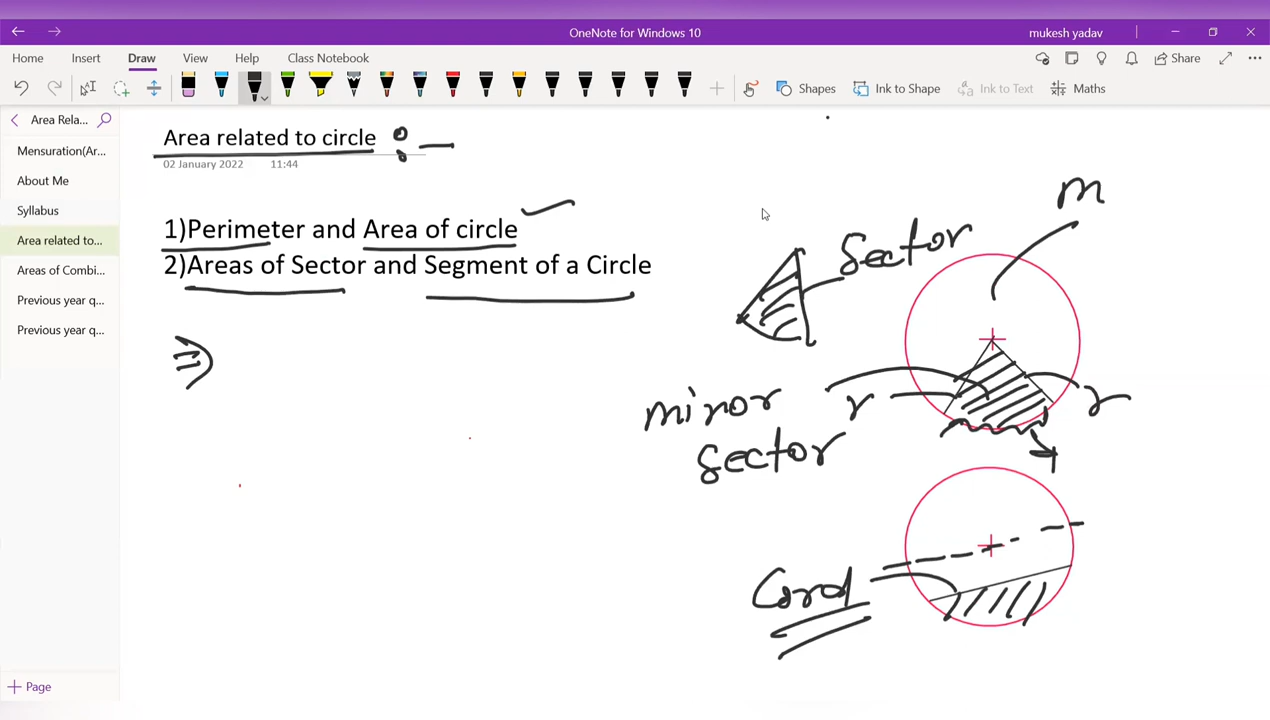 OneNote for Windows 10
mukesh yadav
Home Insert Draw View Help Class Notebook
Share
Shapes Ink to Shape Ink to Text Maths
Area Rela...
Mensuration(Ar...
About Me
Syllabus
Area related to...
Areas of Combi...
Previous year q...
Previous year q...
Page
Area related to circle :-
02 January 2022 11:44
1)Perimeter and Area of circle
2)Areas of Sector and Segment of a Circle
⇒
m
Sector
minor
sector
r
r
Cord